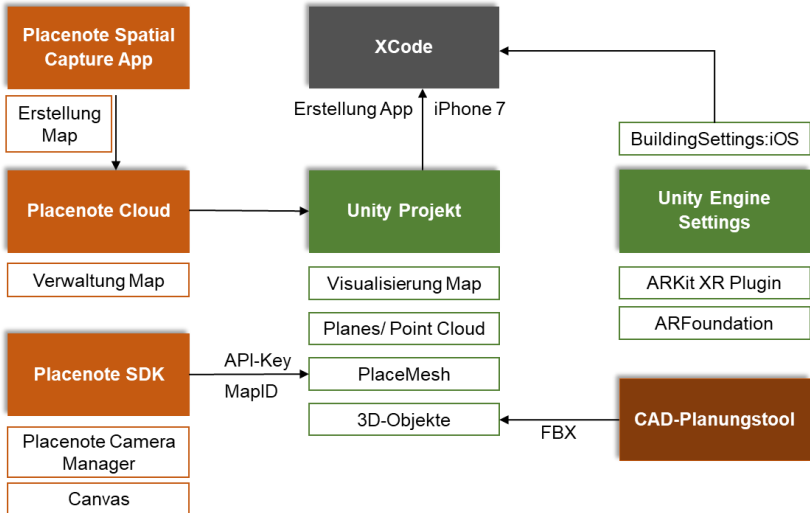 Placenote Spatial
Capture App
XCode
Erstellung
Map
Erstellung App
iPhone 7
BuildingSettings:iOS
Placenote Cloud
Unity Projekt
Unity Engine
Settings
Verwaltung Map
Visualisierung Map
ARKit XR Plugin
Planes/ Point Cloud
ARFoundation
Placenote SDK
API-Key
MapID
PlaceMesh
3D-Objekte
FBX
CAD-Planungstool
Placenote Camera
Manager
Canvas